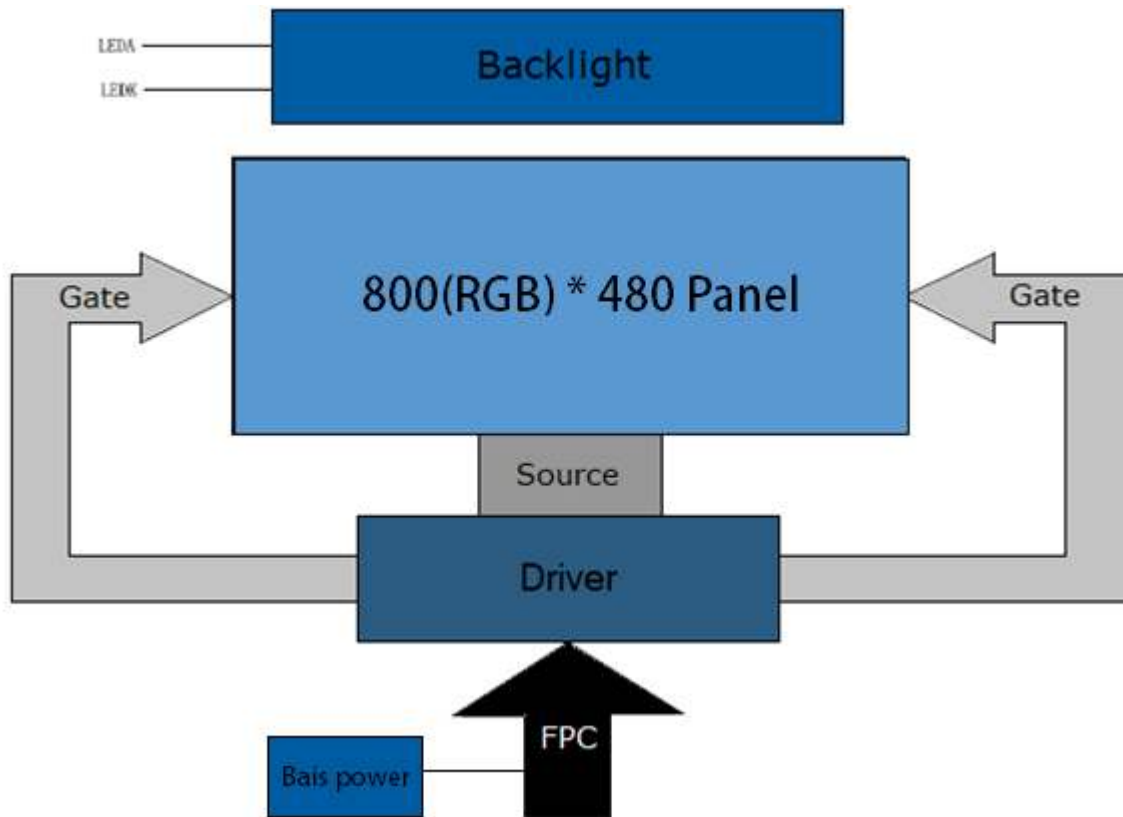 LEDA
Backlight
LEDK
Gate
800(RGB) * 480 Panel
Gate
Source
Driver
FPC
Bais power